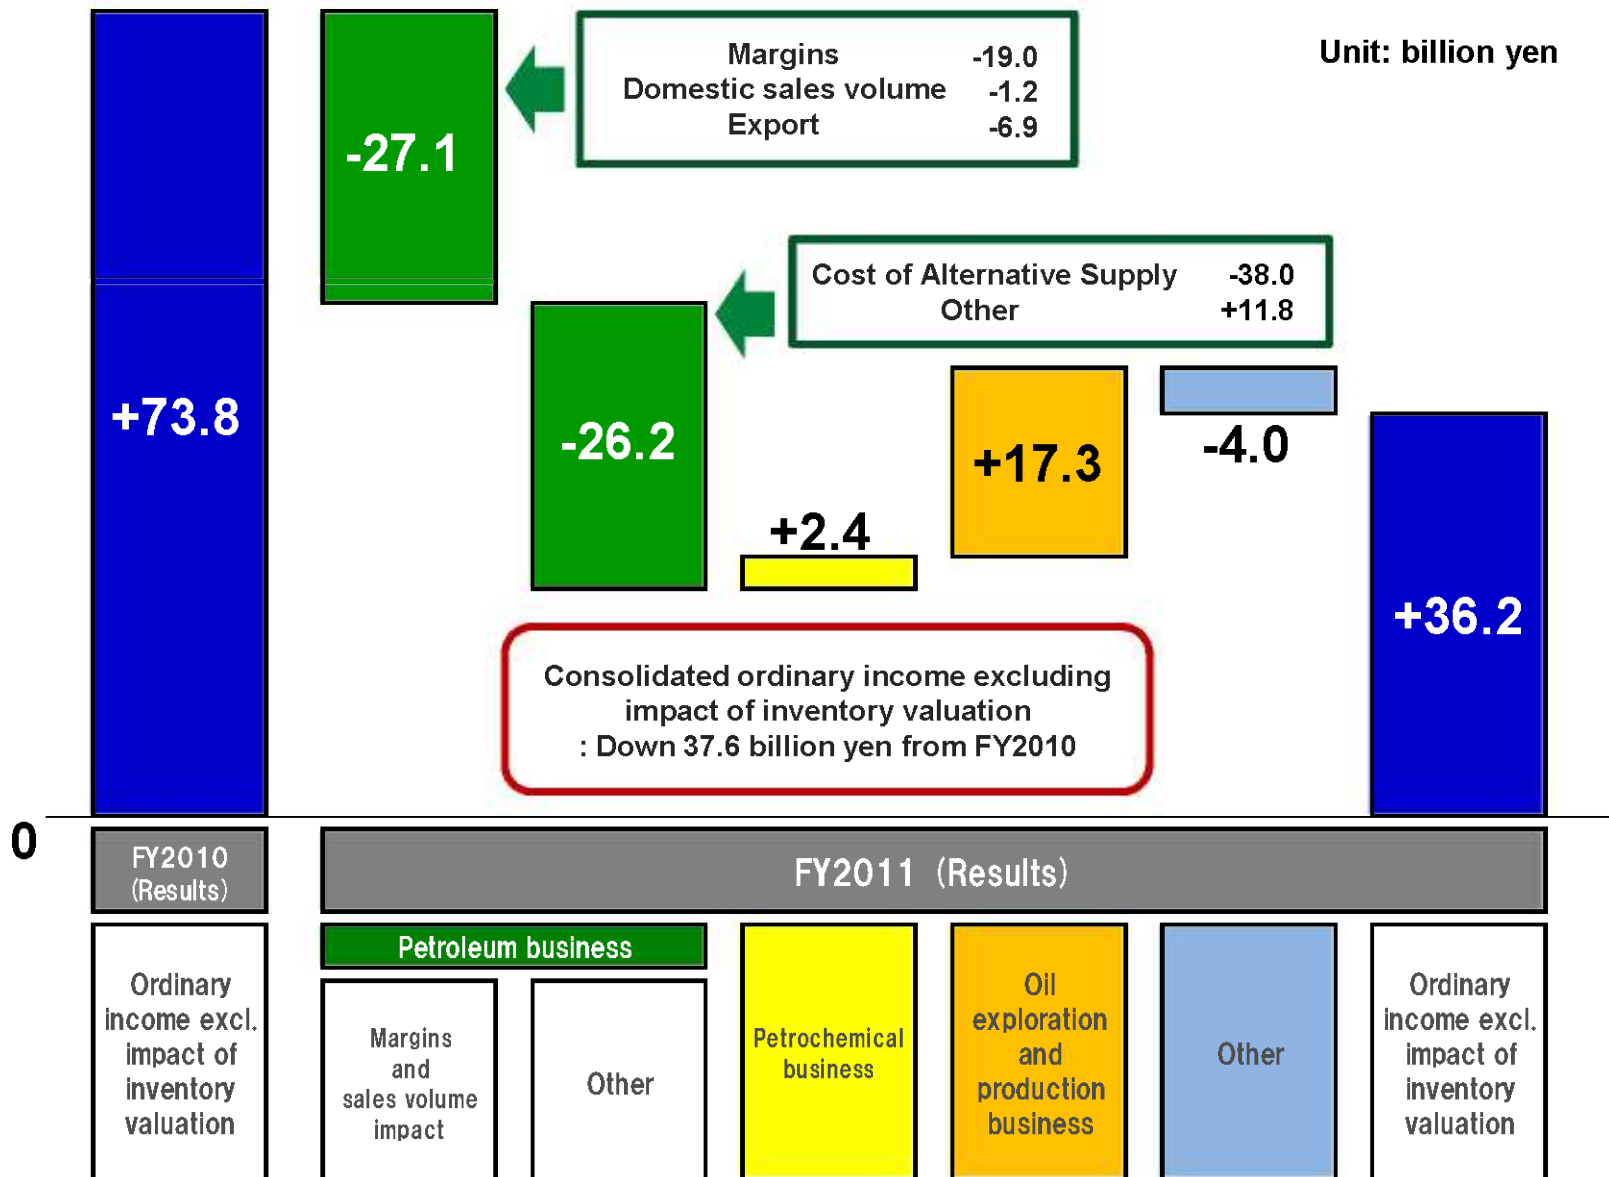 Unit: billion yen
Margins -19.0
Domestic sales volume -1.2
Export -6.9
-27.1
Cost of Alternative Supply -38.0
Other +11.8
+73.8
-26.2
+2.4
+17.3
-4.0
+36.2
Consolidated ordinary income excluding
impact of inventory valuation
: Down 37.6 billion yen from FY2010
0
FY2010
(Results)
FY2011 (Results)
Petroleum business
Ordinary
income excl.
impact of
inventory
valuation
Margins
and
sales volume
impact
Other
Petrochemical
business
Oil
exploration
and
production
business
Other
Ordinary
income excl.
impact of
inventory
valuation